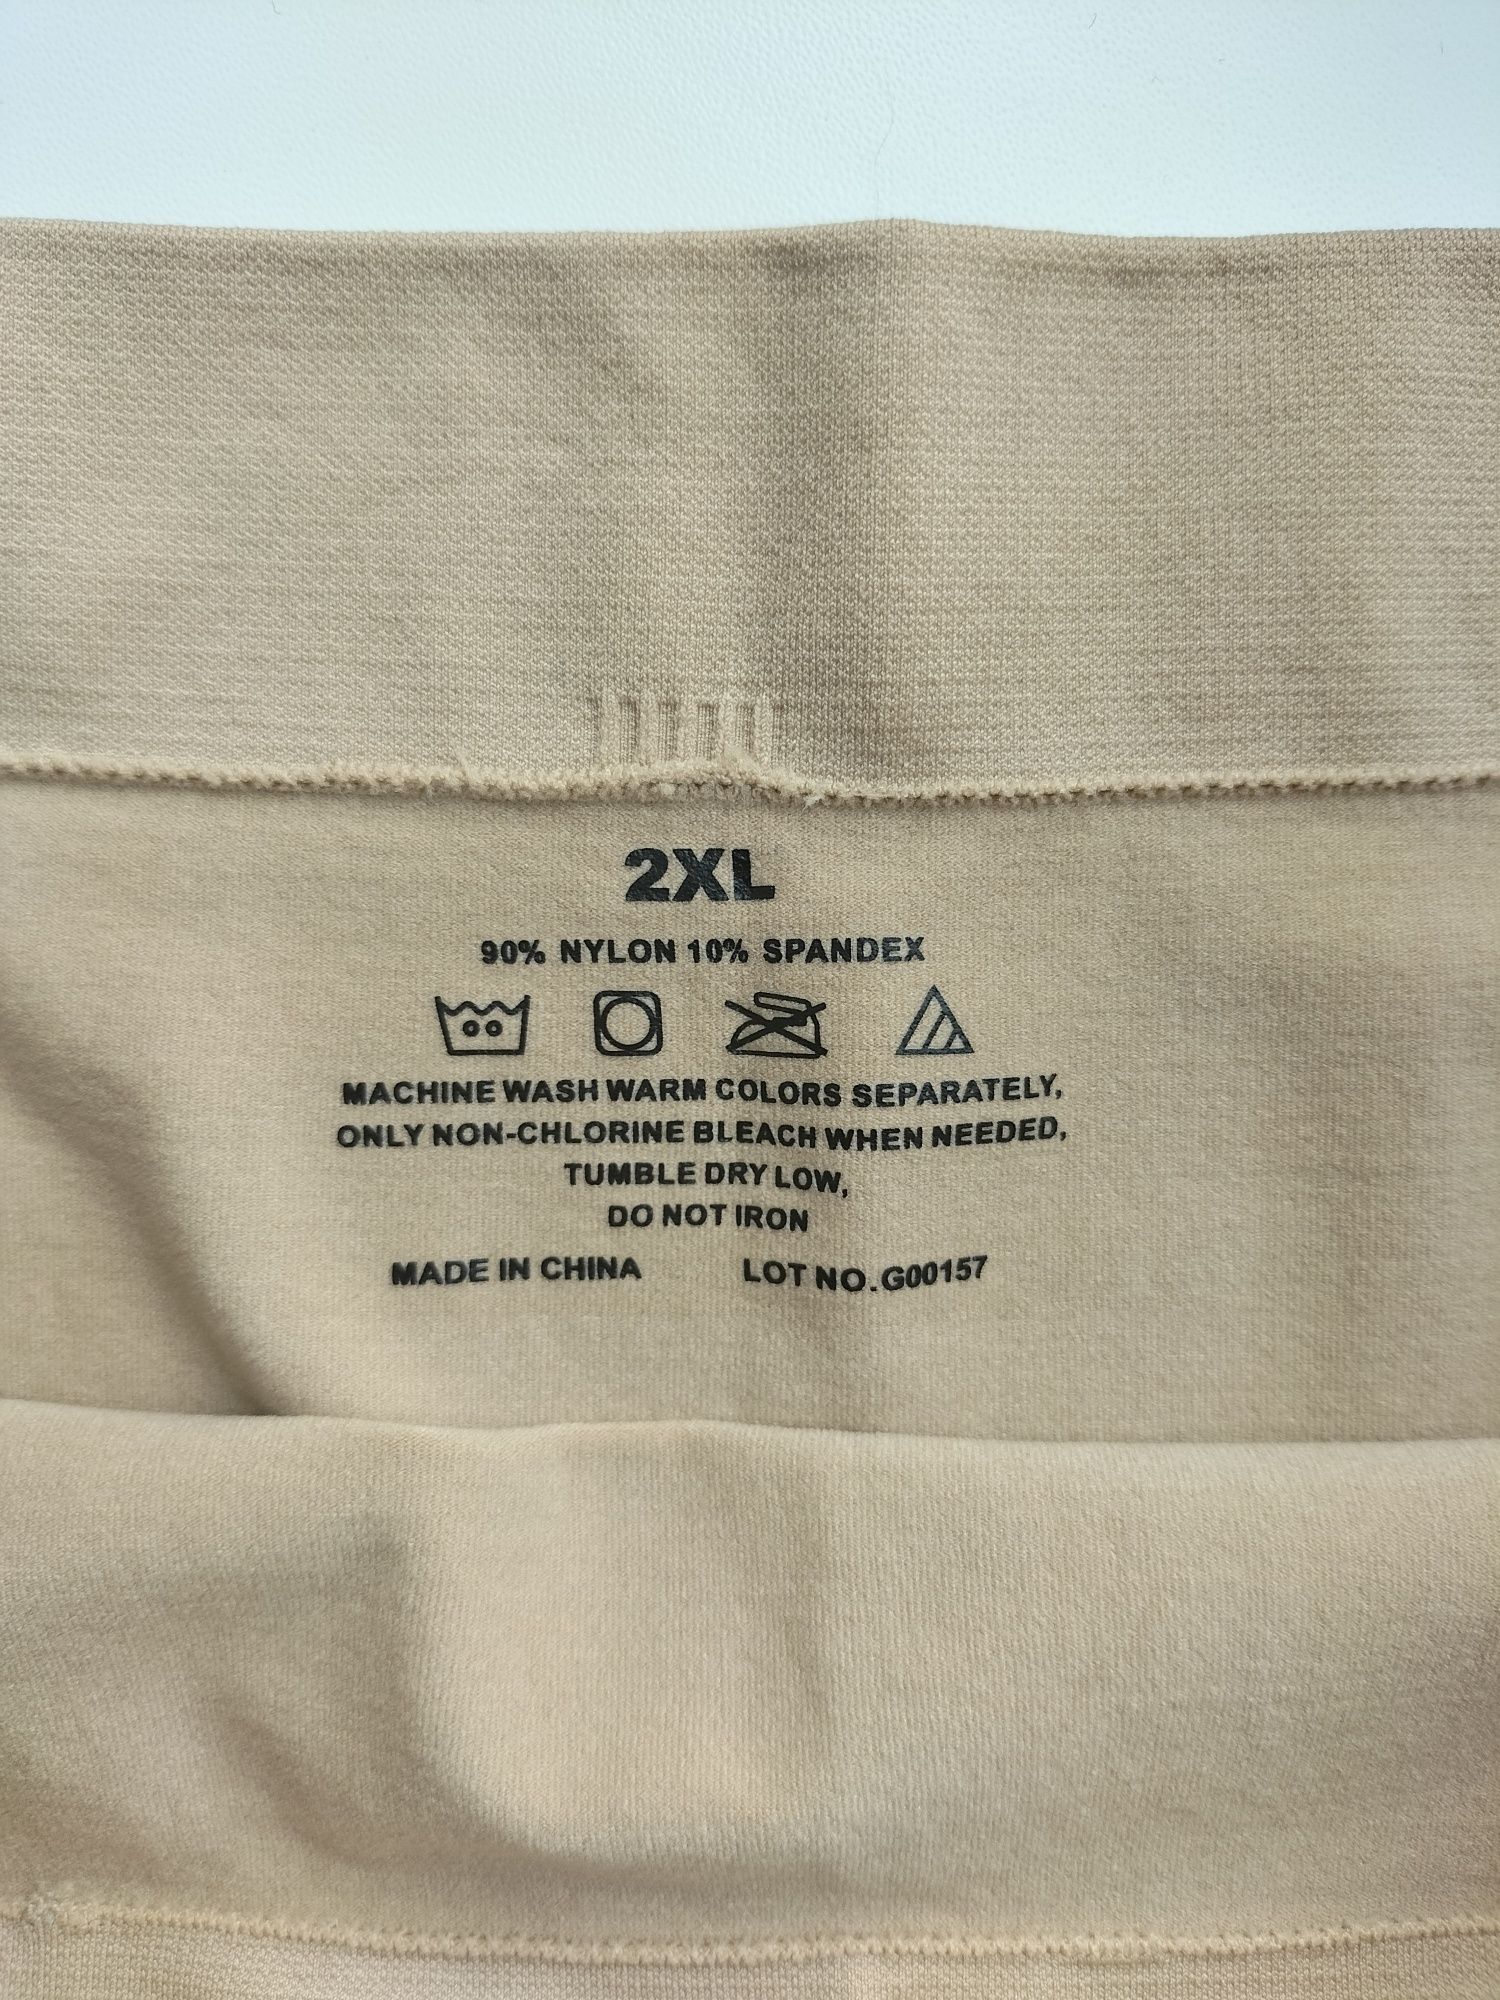 2XL
90% NYLON 10% SPANDEX
MACHINE WASH WARM COLORS SEPARATELY,
ONLY NON-CHLORINE BLEACH WHEN NEEDED,
TUMBLE DRY LOW,
DO NOT IRON
MADE IN CHINA LOT NO.G00157